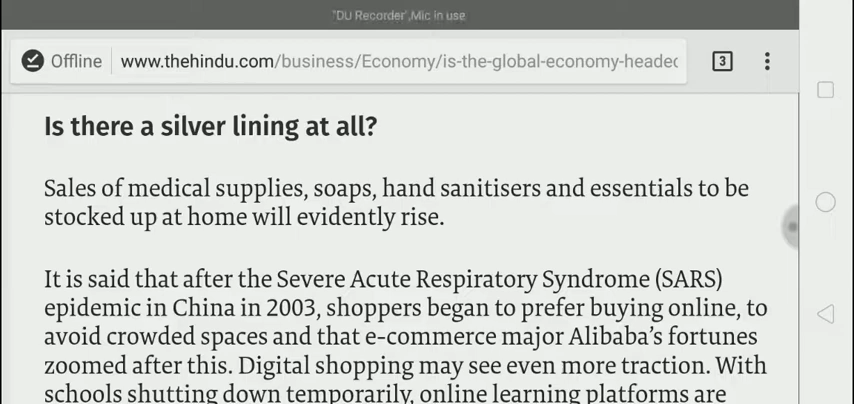 "DU Recorder',Mic in use
Offline www.thehindu.com/business/Economy/is-the-global-economy-headed
3
Is there a silver lining at all?
Sales of medical supplies, soaps, hand sanitisers and essentials to be
stocked up at home will evidently rise.
It is said that after the Severe Acute Respiratory Syndrome (SARS)
epidemic in China in 2003, shoppers began to prefer buying online, to
avoid crowded spaces and that e-commerce major Alibaba's fortunes
zoomed after this. Digital shopping may see even more traction. With
schools shutting down temporarily, online learning platforms are